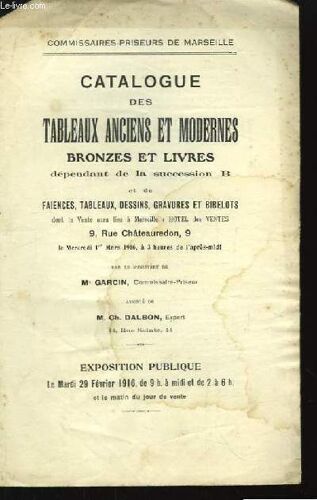 Le-livre.com
COMMISSAIRES-PRISEURS DE MARSEILLE
CATALOGUE
DES
TABLEAUX ANCIENS ET MODERNES
BRONZES ET LIVRES
dépendant de la succession B
et de
FAIENCES, TABLEAUX, DESSINS, GRAVURES ET BIBELOTS
dont la Vente aura lieu à Marseille : HOTEL des VENTES
9, Rue Châteauredon, 9
le Mercredi 1er Mars 1916, à 3 heures de l'après-midi
PAR LE MINISTÈRE DE
Me GARCIN, Commissaire-Priseur
ASSISTÉ DE
M. Ch. DALBON, Expert
14, Rue 14
EXPOSITION PUBLIQUE
Le Mardi 29 Février 1916, de 9 h. à midi et de 2 à 6 h.
et le matin du jour de vente